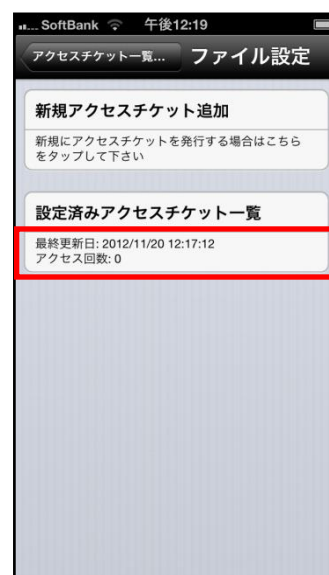 SoftBank 午後12:19
アクセスチケット一覧... ファイル設定
新規アクセスチケット追加
新規にアクセスチケットを発行する場合はこちら
をタップして下さい
設定済みアクセスチケット一覧
最終更新日: 2012/11/20 12:17:12
アクセス回数: 0